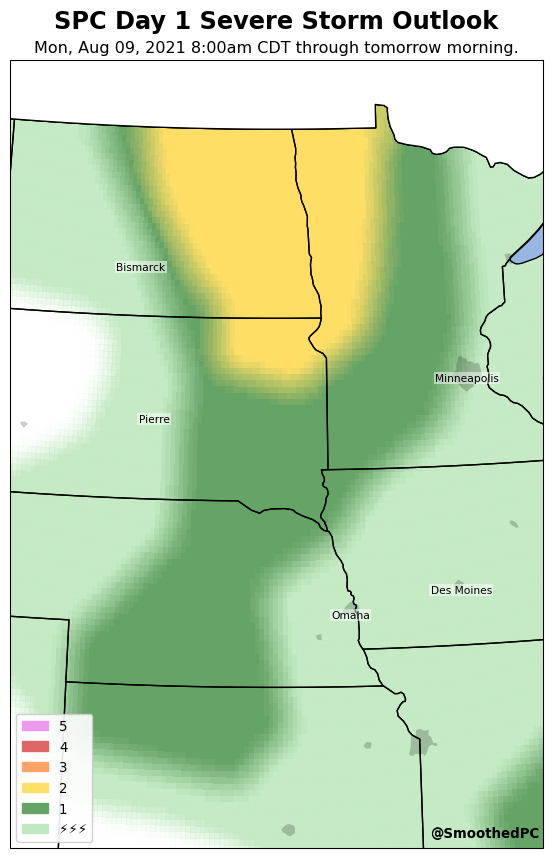 SPC Day 1 Severe Storm Outlook
Mon, Aug 09, 2021 8:00am CDT through tomorrow morning.
Bismarck
Minneapolis
Pierre
Des Moines
Omaha
5
4
3
2
1
⚡⚡⚡
@SmoothedPC